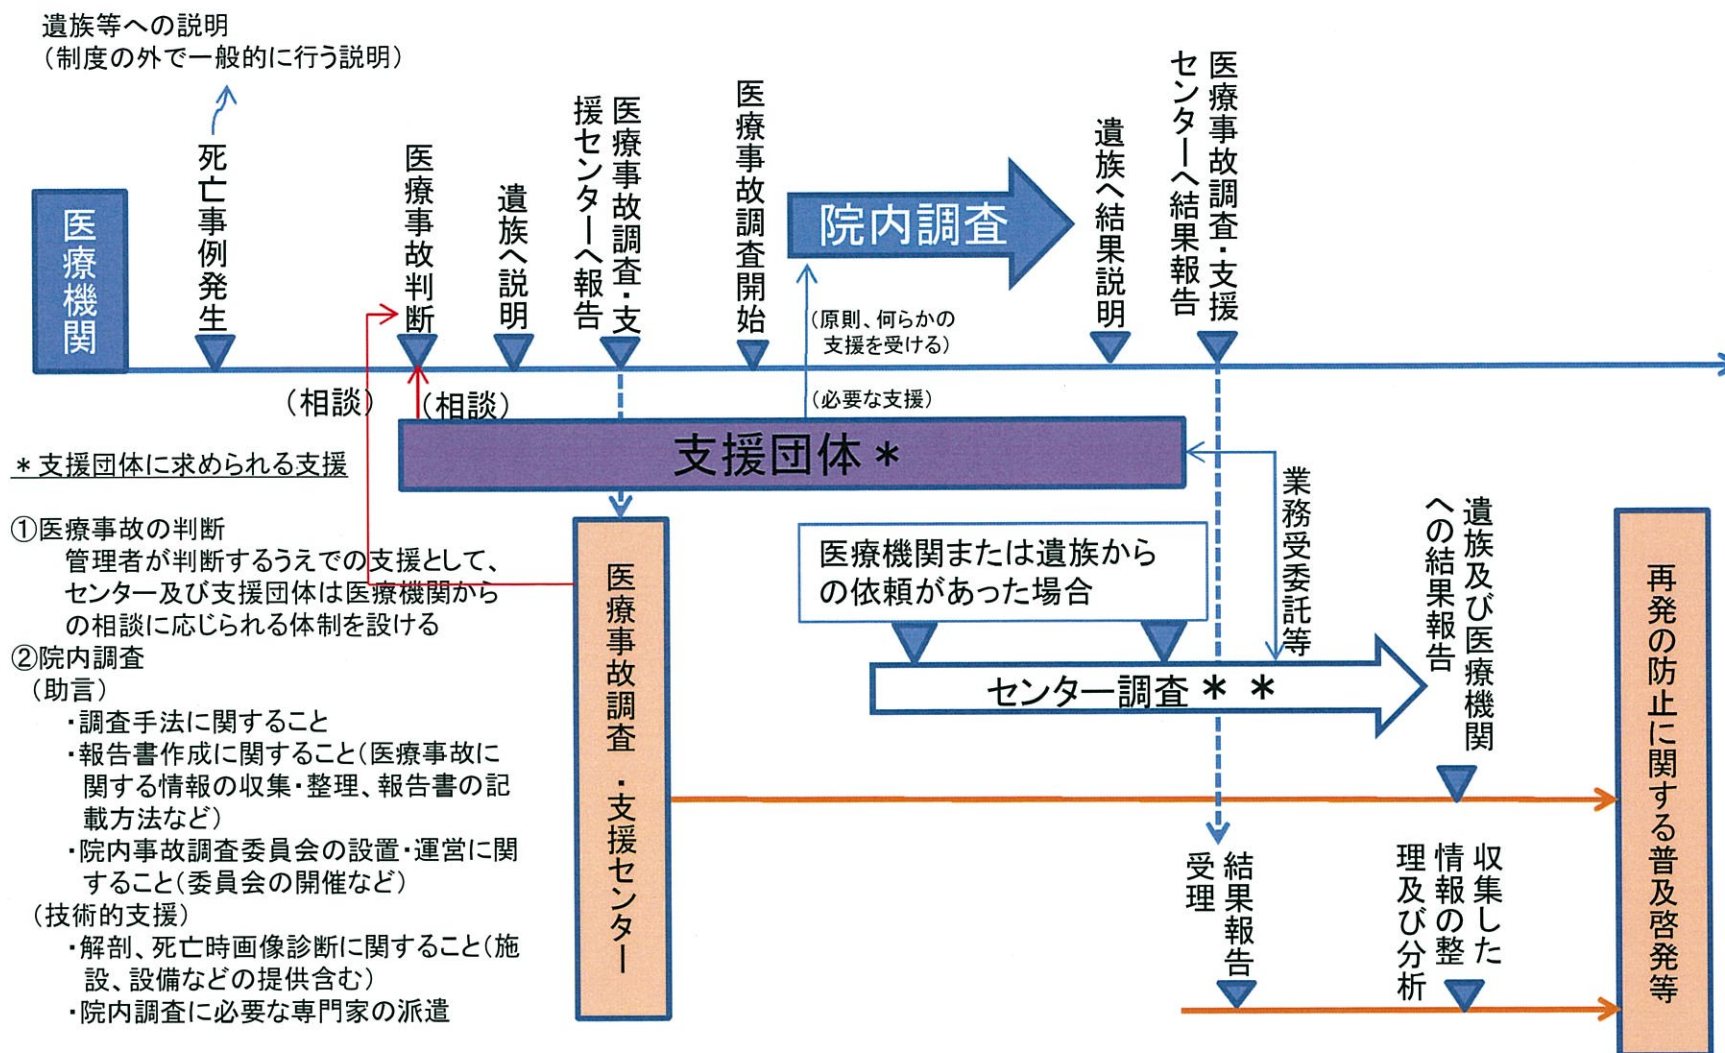 遺族等への説明
（制度の外で一般的に行う説明）
医療機関
死亡事例発生
医療事故判断
遺族へ説明
医療事故調査・支
援センターへ報告
医療事故調査開始
院内調査
遺族へ結果説明
医療事故調査・支援
センターへ結果報告
（原則、何らかの
支援を受ける）
（相談）
（相談）
（必要な支援）
支援団体＊
＊支援団体に求められる支援
①医療事故の判断
管理者が判断するうえでの支援として、
センター及び支援団体は医療機関から
の相談に応じられる体制を設ける
②院内調査
（助言）
・調査手法に関すること
・報告書作成に関すること（医療事故に
関する情報の収集・整理、報告書の記
載方法など）
・院内事故調査委員会の設置・運営に関
すること（委員会の開催など）
（技術的支援）
・解剖、死亡時画像診断に関すること（施
設、設備などの提供含む）
・院内調査に必要な専門家の派遣
医療事故調査・支援センター
医療機関または遺族から
の依頼があった場合
業務受委託等
センター調査＊＊
遺族及び医療機関
への結果報告
結果報告
受理
収集した
情報の整
理及び分析
再発の防止に関する普及啓発等